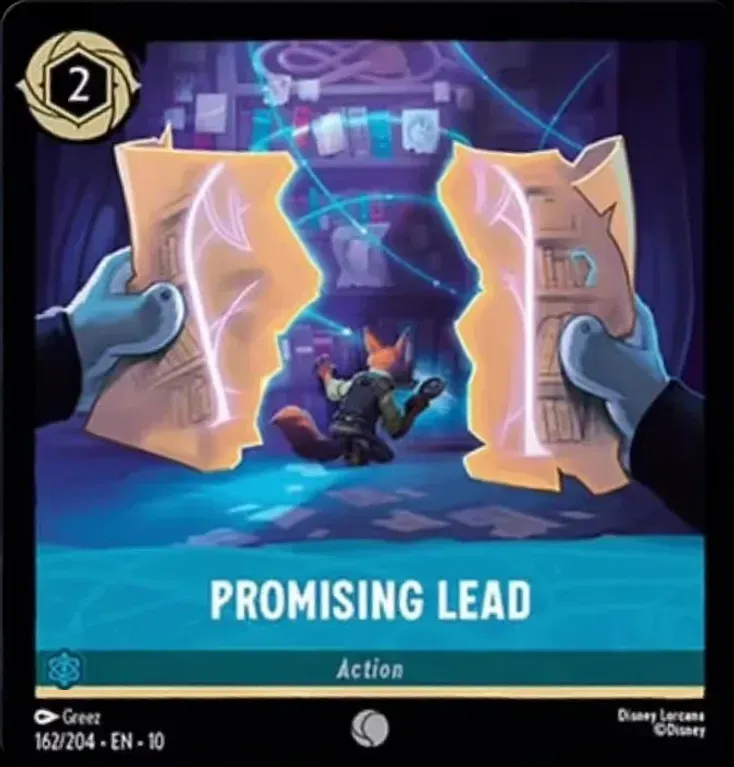 2
PROMISING LEAD
Action
Greez
Disney Lorcana
162/204 • EN • 10
©Disney